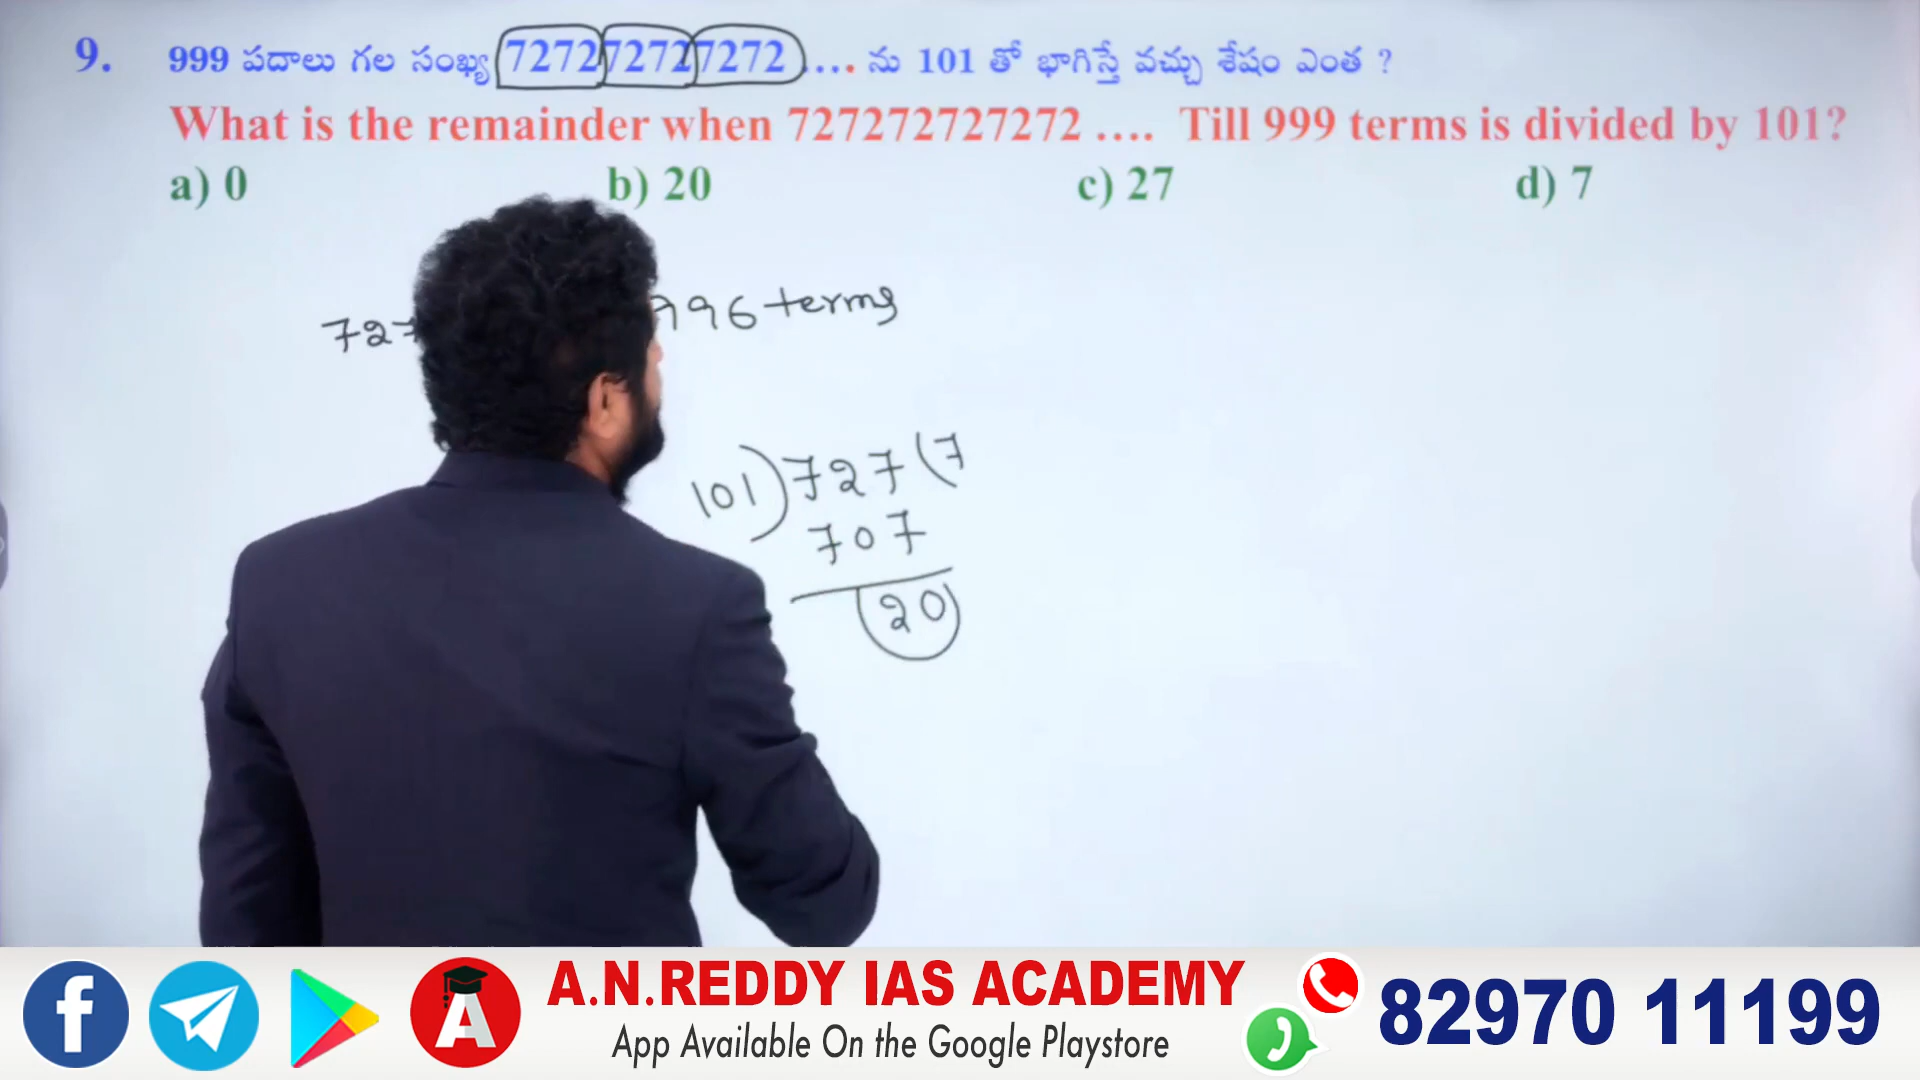 9. 999 పదాలు గల సంఖ్య 727272727272.... ను 101 తో భాగిస్తే వచ్చు శేషం ఎంత ?
What is the remainder when 727272727272 .... Till 999 terms is divided by 101?
a) 0 b) 20 c) 27 d) 7
727 996 terms
101) 727 (7
707
20
A.N.REDDY IAS ACADEMY
App Available On the Google Playstore
82970 11199